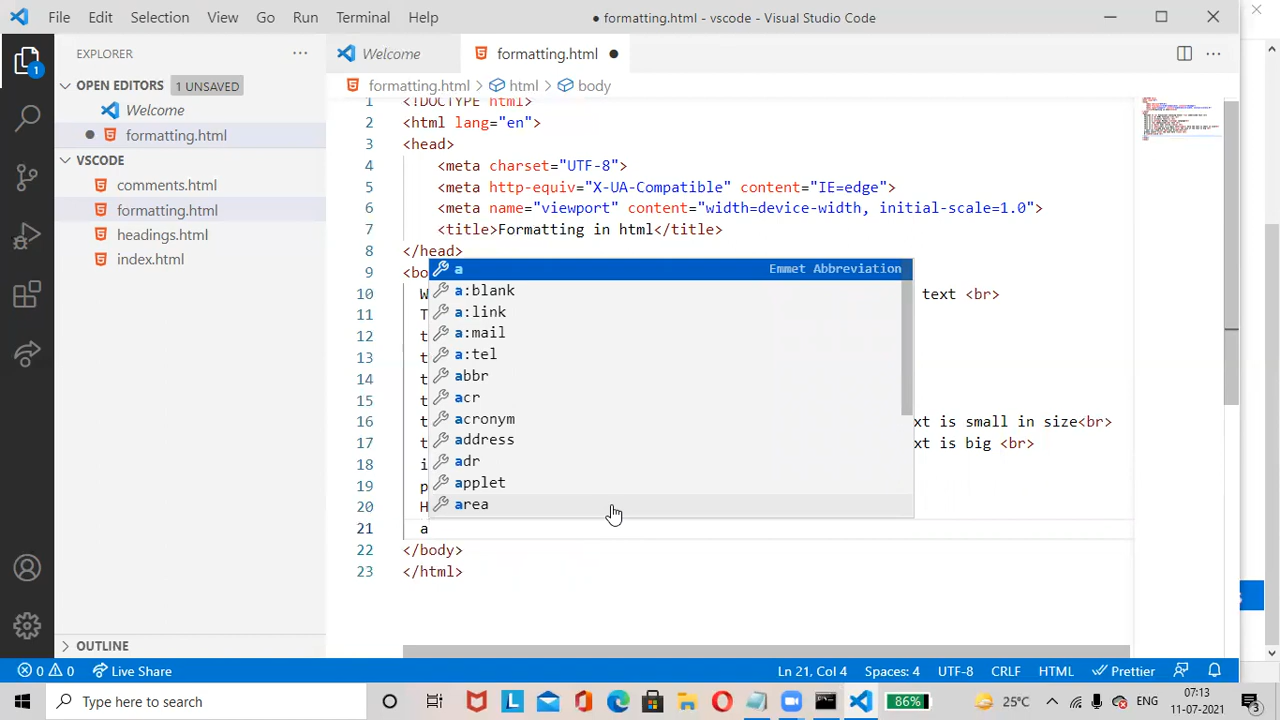 File Edit Selection View Go Run Terminal Help ● formatting.html - vscode - Visual Studio Code
EXPLORER ···
Welcome formatting.html ●
OPEN EDITORS 1 UNSAVED
formatting.html > html > body
Welcome
● formatting.html
VSCODE
comments.html
formatting.html
headings.html
index.html
OUTLINE
1 <!DOCTYPE html>
2 <html lang="en">
3 <head>
4 <meta charset="UTF-8">
5 <meta http-equiv="X-UA-Compatible" content="IE=edge">
6 <meta name="viewport" content="width=device-width, initial-scale=1.0">
7 <title>Formatting in html</title>
8 </head>
9 <bo
10 W text <br>
11 T
12 t
13 t
14 t
15 t
16 t xt is small in size<br>
17 t xt is big <br>
18 i
19 p
20 H
21 a
22 </body>
23 </html>
a Emmet Abbreviation
a:blank
a:link
a:mail
a:tel
abbr
acr
acronym
address
adr
applet
area
1
0 0 Live Share Ln 21, Col 4 Spaces: 4 UTF-8 CRLF HTML Prettier
Type here to search 86% 25°C ENG 07:13
11-07-2021 3